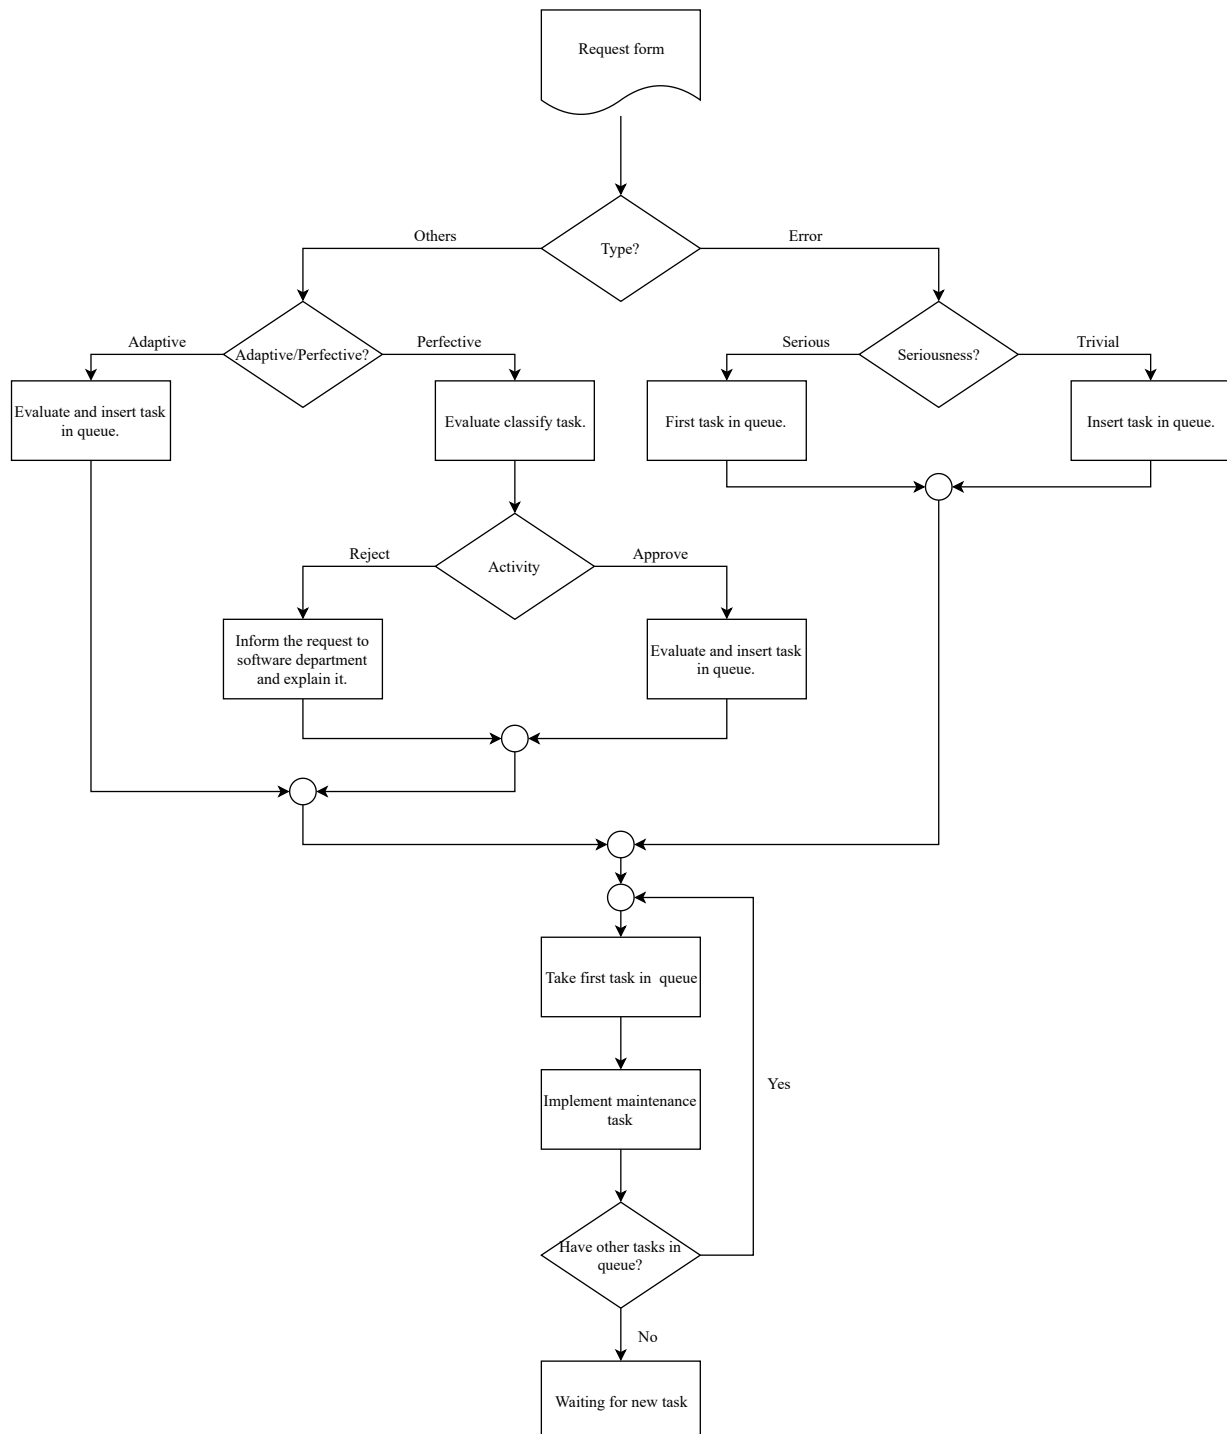 Request form
Others
Type?
Error
Adaptive
Adaptive/Perfective?
Perfective
Serious
Seriousness?
Trivial
Evaluate and insert task
in queue.
Evaluate classify task.
First task in queue.
Insert task in queue.
Reject
Activity
Approve
Inform the request to
software department
and explain it.
Evaluate and insert task
in queue.
Take first task in  queue
Implement maintenance
task
Yes
Have other tasks in
queue?
No
Waiting for new task